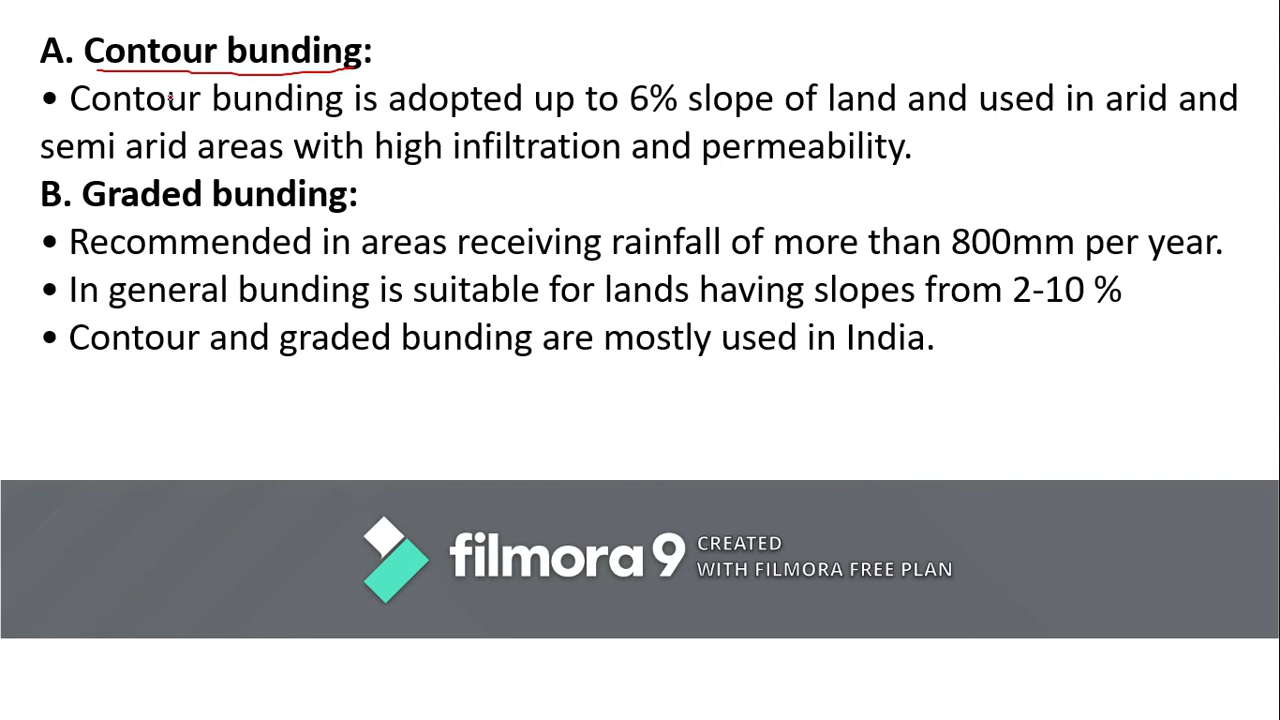 A. Contour bunding:
• Contour bunding is adopted up to 6% slope of land and used in arid and
semi arid areas with high infiltration and permeability.
B. Graded bunding:
• Recommended in areas receiving rainfall of more than 800mm per year.
• In general bunding is suitable for lands having slopes from 2-10 %
• Contour and graded bunding are mostly used in India.
filmora 9 CREATED
WITH FILMORA FREE PLAN